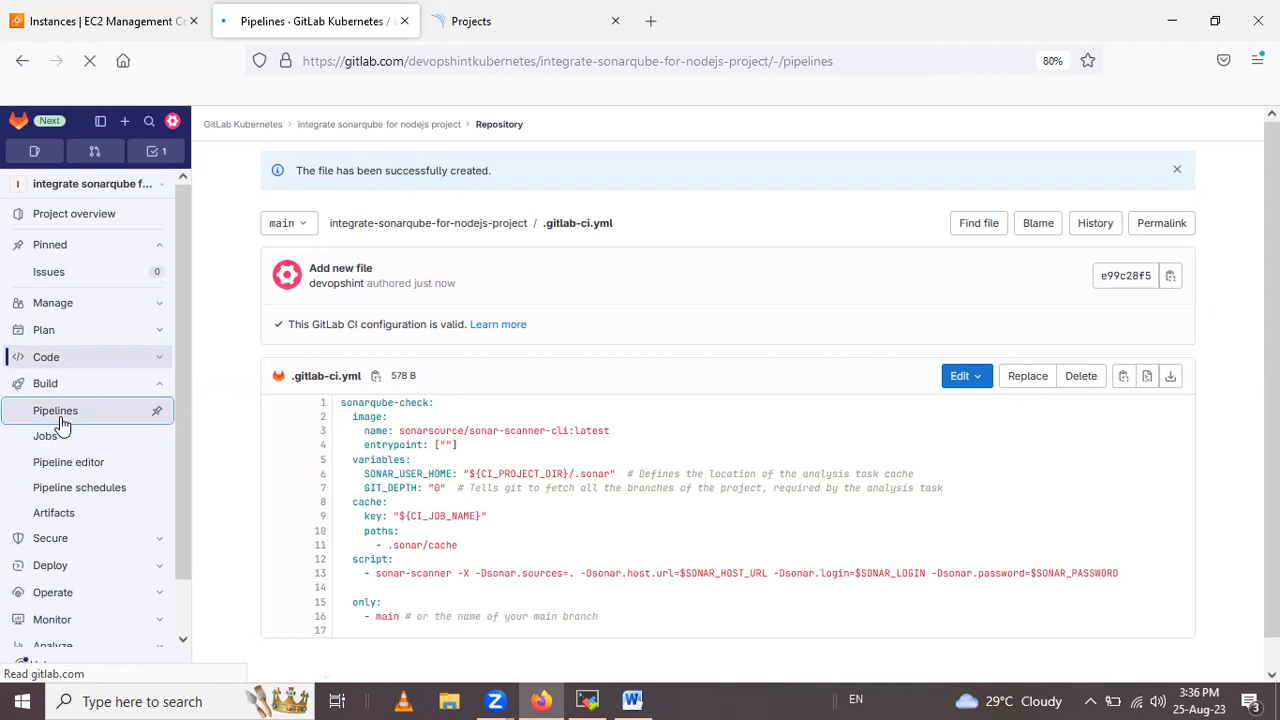 Instances | EC2 Management Co
Pipelines · GitLab Kubernetes / i
Projects
https://gitlab.com/devopshintkubernetes/integrate-sonarqube-for-nodejs-project/-/pipelines
80%
Next
GitLab Kubernetes > integrate sonarqube for nodejs project > Repository
1
The file has been successfully created.
I integrate sonarqube f...
Project overview
main
integrate-sonarqube-for-nodejs-project / .gitlab-ci.yml
Find file
Blame
History
Permalink
Pinned
Issues 0
Add new file
devopshint authored just now
e99c28f5
Manage
Plan
This GitLab CI configuration is valid. Learn more
Code
Build
.gitlab-ci.yml
578 B
Edit
Replace
Delete
Pipelines
Jobs
Pipeline editor
Pipeline schedules
Artifacts
Secure
Deploy
Operate
Monitor
Analyze
1 sonarqube-check:
2 image:
3 name: sonarsource/sonar-scanner-cli:latest
4 entrypoint: [""]
5 variables:
6 SONAR_USER_HOME: "${CI_PROJECT_DIR}/.sonar" # Defines the location of the analysis task cache
7 GIT_DEPTH: "0" # Tells git to fetch all the branches of the project, required by the analysis task
8 cache:
9 key: "${CI_JOB_NAME}"
10 paths:
11 - .sonar/cache
12 script:
13 - sonar-scanner -X -Dsonar.sources=. -Dsonar.host.url=$SONAR_HOST_URL -Dsonar.login=$SONAR_LOGIN -Dsonar.password=$SONAR_PASSWORD
14
15 only:
16 - main # or the name of your main branch
17
Read gitlab.com
Type here to search
EN
29°C Cloudy
3:36 PM
25-Aug-23
3